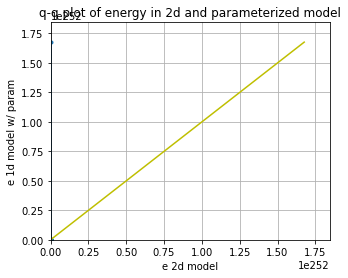 q-q plot of energy in 2d and parameterized model
1e252
1.75
1.50
1.25
1.00
0.75
0.50
0.25
0.00
e 1d model w/ param
0.00 0.25 0.50 0.75 1.00 1.25 1.50 1.75
e 2d model
1e252